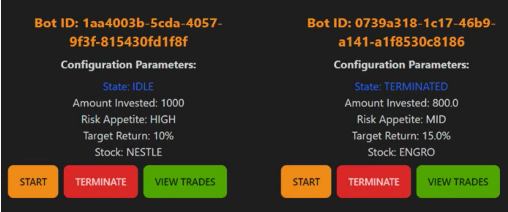 Bot ID: 1aa4003b-5cda-4057-
9f3f-815430fd1f8f
Configuration Parameters:
State: IDLE
Amount Invested: 1000
Risk Appetite: HIGH
Target Return: 10%
Stock: NESTLE
START
TERMINATE
VIEW TRADES
Bot ID: 0739a318-1c17-46b9-
a141-a1f8530c8186
Configuration Parameters:
State: TERMINATED
Amount Invested: 800.0
Risk Appetite: MID
Target Return: 15.0%
Stock: ENGRO
START
TERMINATE
VIEW TRADES